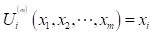 U_i^{(m)}(x_1, x_2, ⋯, x_m) = x_i